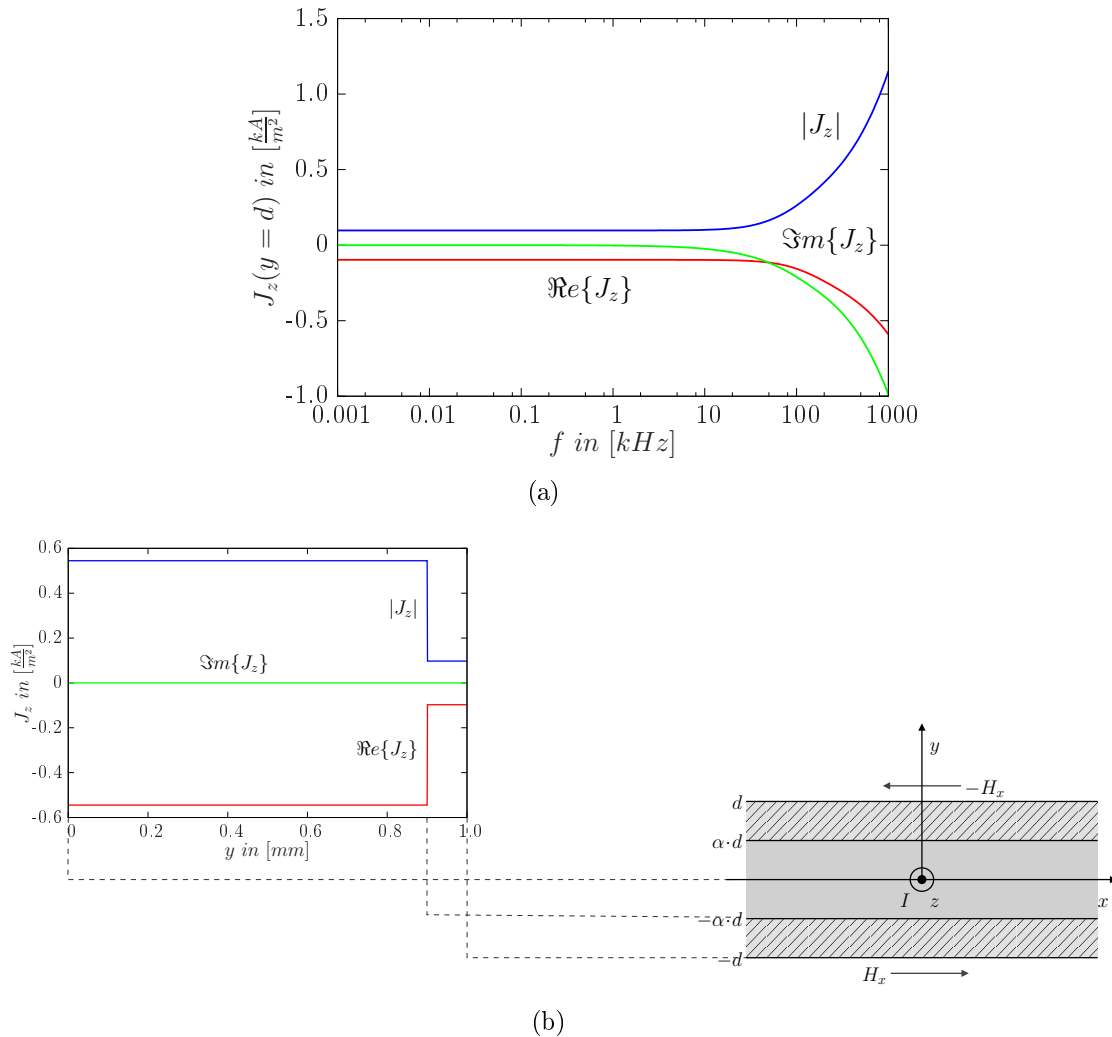 1.5
1.0
0.5
0
-0.5
-1.0
J_z(y = d) in [kA/m²]
|J_z|
ℑm{J_z}
ℜe{J_z}
0.001 0.01 0.1 1 10 100 1000
f in [kHz]
(a)
0.6
0.4
0.2
0
-0.2
-0.4
-0.6
J_z in [kA/m²]
|J_z|
ℑm{J_z}
ℜe{J_z}
0 0.2 0.4 0.6 0.8 1.0
y in [mm]
y
−H_x
d
α·d
I z x
−α·d
−d
H_x
(b)